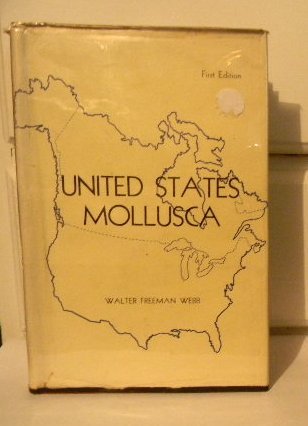 First Edition
UNITED STATES
MOLLUSCA
WALTER FREEMAN WEBB